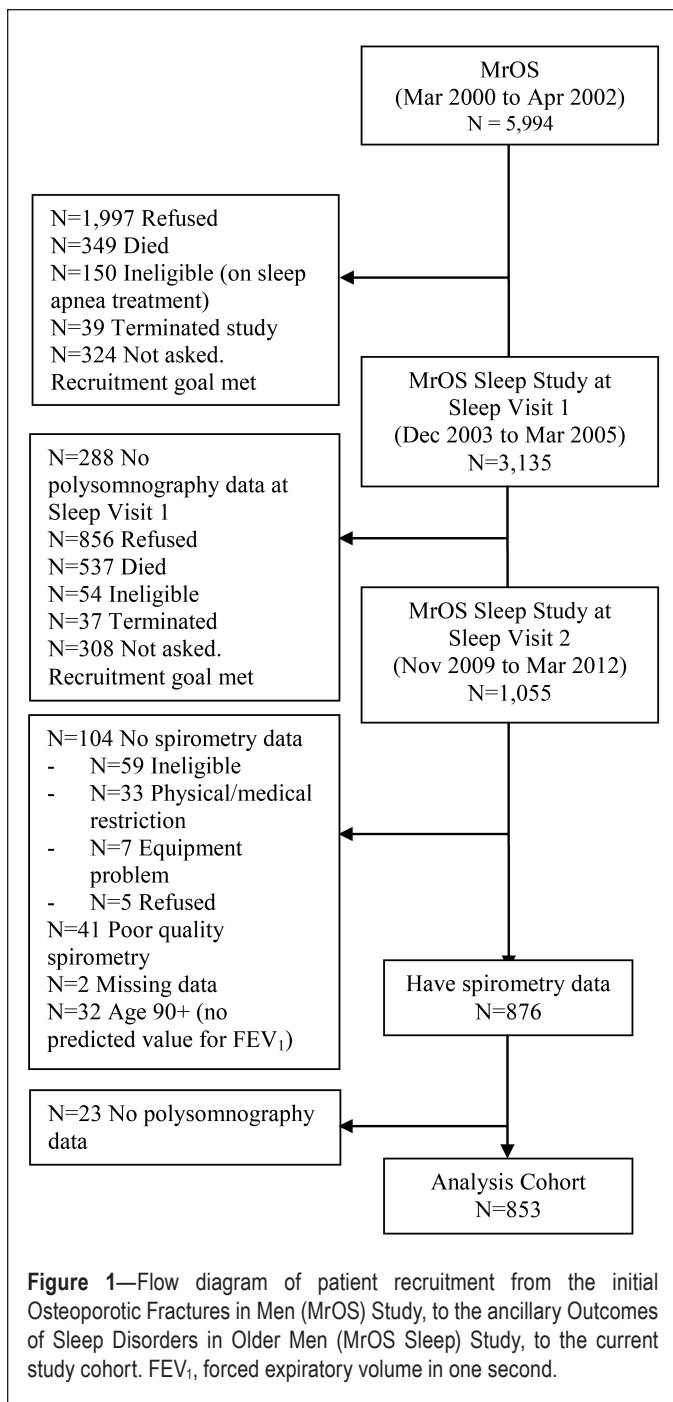 MrOS
(Mar 2000 to Apr 2002)
N = 5,994
N=1,997 Refused
N=349 Died
N=150 Ineligible (on sleep
apnea treatment)
N=39 Terminated study
N=324 Not asked.
Recruitment goal met
MrOS Sleep Study at
Sleep Visit 1
(Dec 2003 to Mar 2005)
N=3,135
N=288 No
polysomnography data at
Sleep Visit 1
N=856 Refused
N=537 Died
N=54 Ineligible
N=37 Terminated
N=308 Not asked.
Recruitment goal met
MrOS Sleep Study at
Sleep Visit 2
(Nov 2009 to Mar 2012)
N=1,055
N=104 No spirometry data
- N=59 Ineligible
- N=33 Physical/medical
restriction
- N=7 Equipment
problem
- N=5 Refused
N=41 Poor quality
spirometry
N=2 Missing data
N=32 Age 90+ (no
predicted value for FEV₁)
Have spirometry data
N=876
N=23 No polysomnography
data
Analysis Cohort
N=853
Figure 1—Flow diagram of patient recruitment from the initial
Osteoporotic Fractures in Men (MrOS) Study, to the ancillary Outcomes
of Sleep Disorders in Older Men (MrOS Sleep) Study, to the current
study cohort. FEV₁, forced expiratory volume in one second.